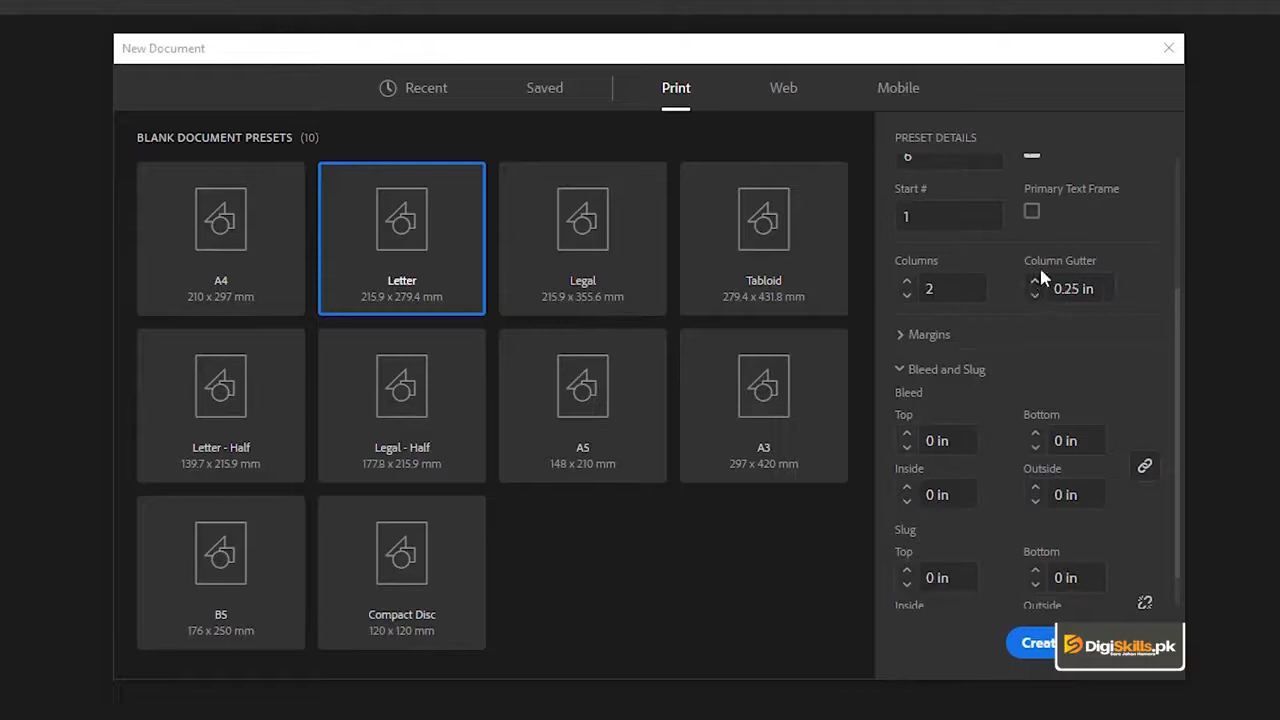 New Document
Recent
Saved
Print
Web
Mobile
BLANK DOCUMENT PRESETS (10)
A4
210 x 297 mm
Letter
215.9 x 279.4 mm
Legal
215.9 x 355.6 mm
Tabloid
279.4 x 431.8 mm
Letter - Half
139.7 x 215.9 mm
Legal - Half
177.8 x 215.9 mm
A5
148 x 210 mm
A3
297 x 420 mm
B5
176 x 250 mm
Compact Disc
120 x 120 mm
PRESET DETAILS
6
Start #
Primary Text Frame
1
Columns
Column Gutter
2
0.25 in
Margins
Bleed and Slug
Bleed
Top
Bottom
0 in
0 in
Inside
Outside
0 in
0 in
Slug
Top
Bottom
0 in
0 in
Inside
Outside
Creat
DigiSkills.pk